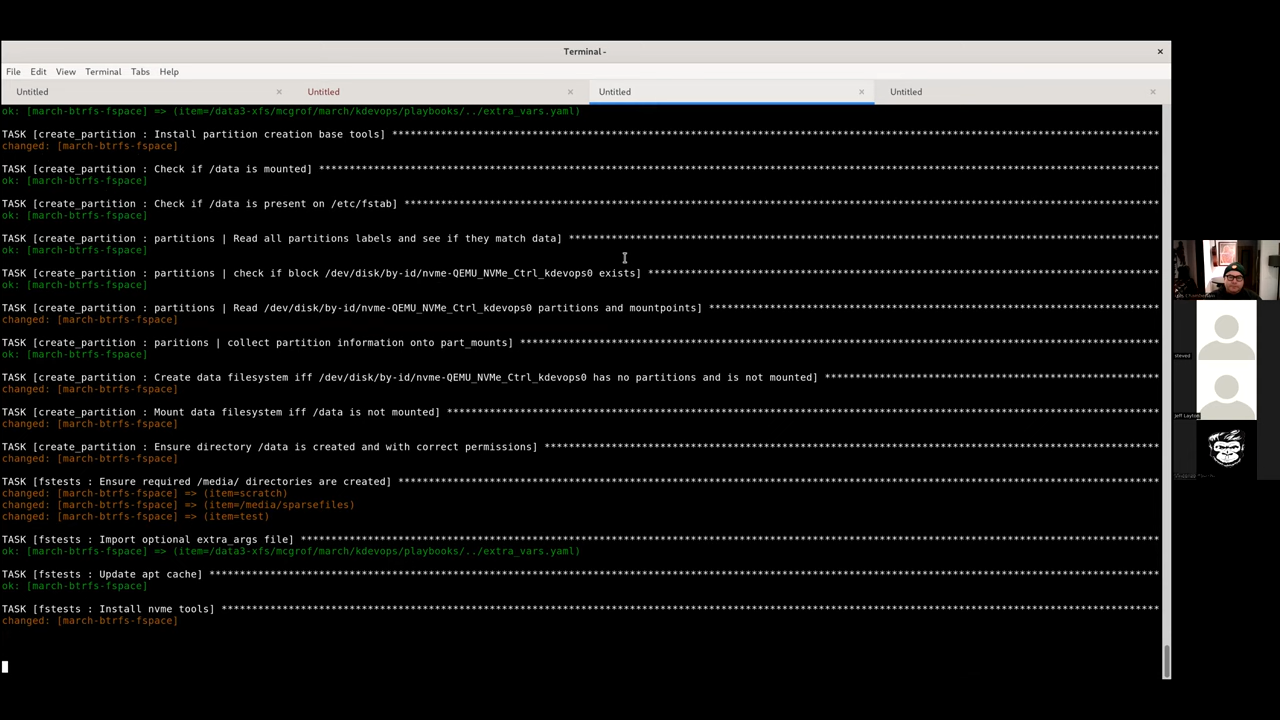 Terminal -
File Edit View Terminal Tabs Help
Untitled × Untitled × Untitled × Untitled ×
ok: [march-btrfs-fspace] => (item=/data3-xfs/mcgrof/march/kdevops/playbooks/../extra_vars.yaml)
TASK [create_partition : Install partition creation base tools] ******************************************************************************************************************************
changed: [march-btrfs-fspace]
TASK [create_partition : Check if /data is mounted] ******************************************************************************************************************************************
ok: [march-btrfs-fspace]
TASK [create_partition : Check if /data is present on /etc/fstab] ****************************************************************************************************************************
ok: [march-btrfs-fspace]
TASK [create_partition : partitions | Read all partitions labels and see if they match data] *************************************************************************************************
ok: [march-btrfs-fspace]
TASK [create_partition : partitions | check if block /dev/disk/by-id/nvme-QEMU_NVMe_Ctrl_kdevops0 exists] ************************************************************************************
ok: [march-btrfs-fspace]
TASK [create_partition : partitions | Read /dev/disk/by-id/nvme-QEMU_NVMe_Ctrl_kdevops0 partitions and mountpoints] **************************************************************************
changed: [march-btrfs-fspace]
TASK [create_partition : paritions | collect partition information onto part_mounts] *********************************************************************************************************
ok: [march-btrfs-fspace]
TASK [create_partition : Create data filesystem iff /dev/disk/by-id/nvme-QEMU_NVMe_Ctrl_kdevops0 has no partitions and is not mounted] *******************************************************
changed: [march-btrfs-fspace]
TASK [create_partition : Mount data filesystem iff /data is not mounted] *********************************************************************************************************************
changed: [march-btrfs-fspace]
TASK [create_partition : Ensure directory /data is created and with correct permissions] *****************************************************************************************************
changed: [march-btrfs-fspace]
TASK [fstests : Ensure required /media/ directories are created] *****************************************************************************************************************************
changed: [march-btrfs-fspace] => (item=scratch)
changed: [march-btrfs-fspace] => (item=/media/sparsefiles)
changed: [march-btrfs-fspace] => (item=test)
TASK [fstests : Import optional extra_args file] *********************************************************************************************************************************************
ok: [march-btrfs-fspace] => (item=/data3-xfs/mcgrof/march/kdevops/playbooks/../extra_vars.yaml)
TASK [fstests : Update apt cache] ************************************************************************************************************************************************************
ok: [march-btrfs-fspace]
TASK [fstests : Install nvme tools] **********************************************************************************************************************************************************
changed: [march-btrfs-fspace]
steved
Jeff Layton